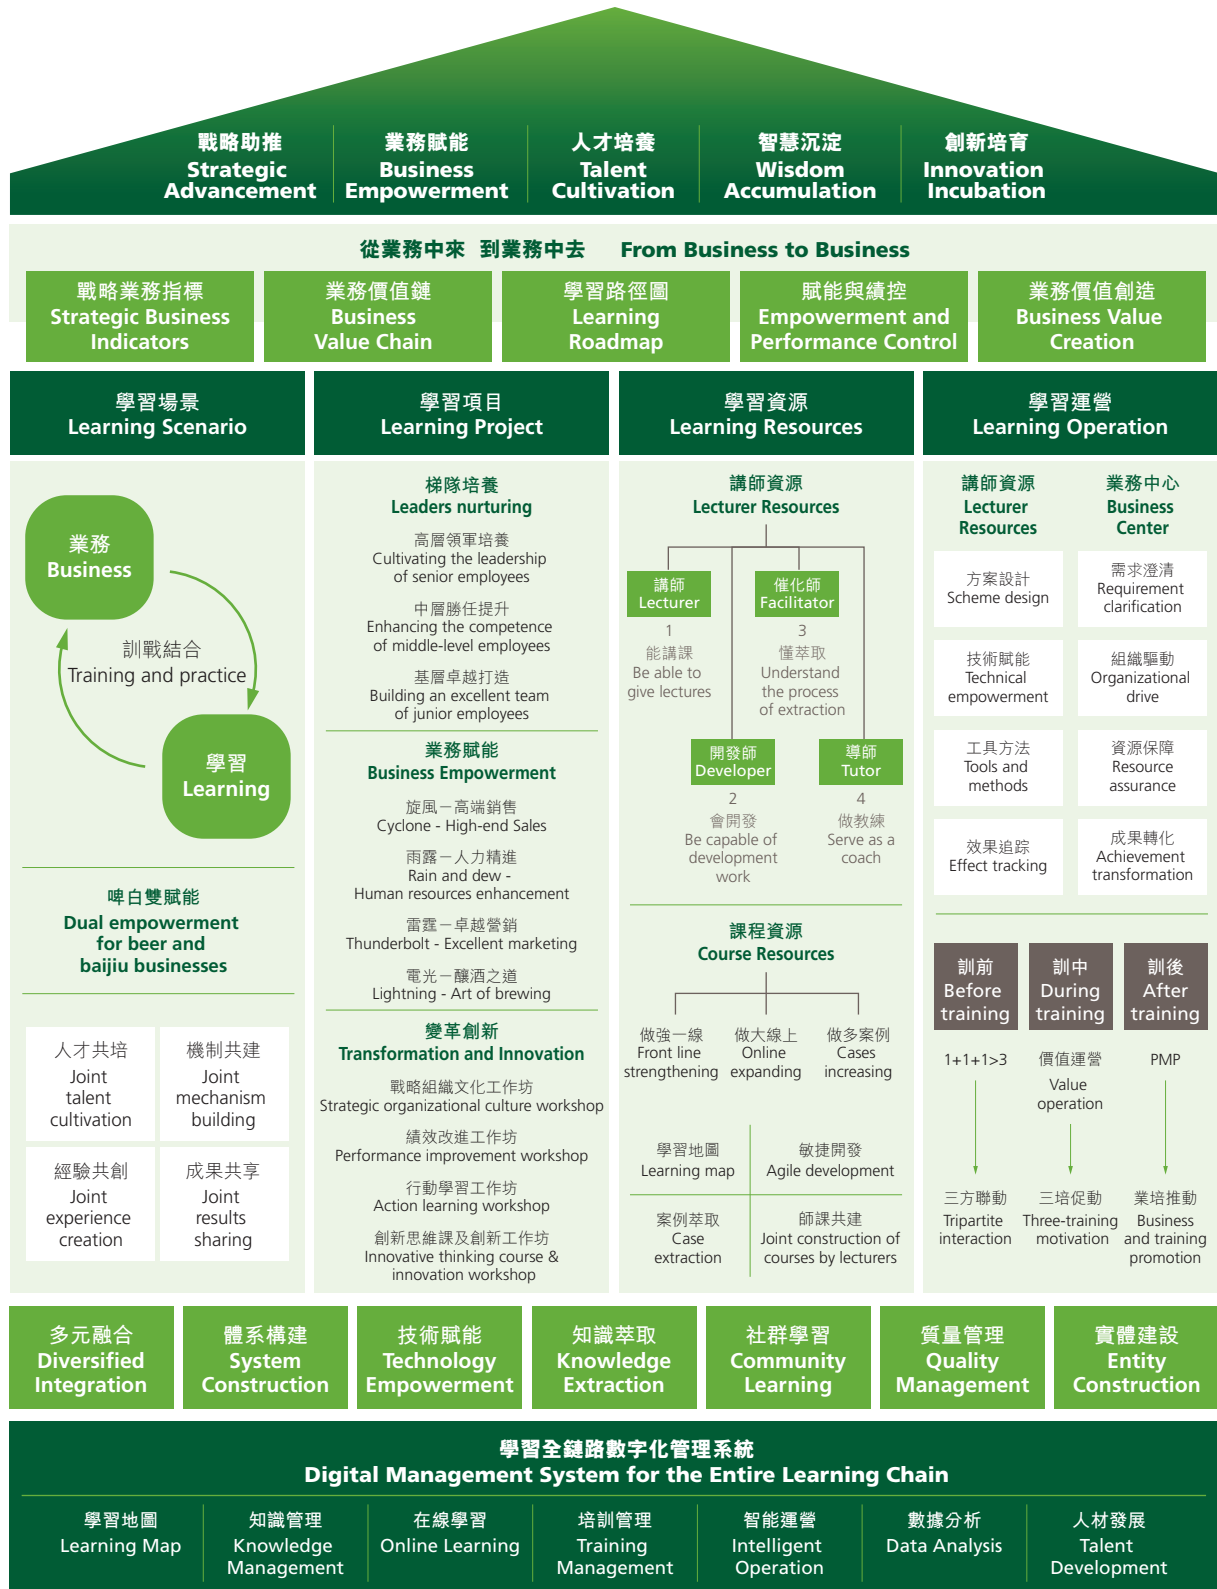 戰略助推
Strategic
Advancement
業務賦能
Business
Empowerment
人才培養
Talent
Cultivation
智慧沉淀
Wisdom
Accumulation
創新培育
Innovation
Incubation
從業務中來 到業務中去 From Business to Business
戰略業務指標
Strategic Business
Indicators
業務價值鏈
Business
Value Chain
學習路徑圖
Learning
Roadmap
賦能與績控
Empowerment and
Performance Control
業務價值創造
Business Value
Creation
學習場景
Learning Scenario
業務
Business
訓戰結合
Training and practice
學習
Learning
啤白雙賦能
Dual empowerment
for beer and
baijiu businesses
人才共培
Joint
talent
cultivation
機制共建
Joint
mechanism
building
經驗共創
Joint
experience
creation
成果共享
Joint
results
sharing
學習項目
Learning Project
梯隊培養
Leaders nurturing
高層領軍培養
Cultivating the leadership
of senior employees
中層勝任提升
Enhancing the competence
of middle-level employees
基層卓越打造
Building an excellent team
of junior employees
業務賦能
Business Empowerment
旋風－高端銷售
Cyclone - High-end Sales
雨露－人力精進
Rain and dew -
Human resources enhancement
雷霆－卓越營銷
Thunderbolt - Excellent marketing
電光－釀酒之道
Lightning - Art of brewing
變革創新
Transformation and Innovation
戰略組織文化工作坊
Strategic organizational culture workshop
績效改進工作坊
Performance improvement workshop
行動學習工作坊
Action learning workshop
創新思維課及創新工作坊
Innovative thinking course &
innovation workshop
學習資源
Learning Resources
講師資源
Lecturer Resources
講師
Lecturer
1
能講課
Be able to
give lectures
催化師
Facilitator
3
懂萃取
Understand
the process
of extraction
開發師
Developer
2
會開發
Be capable of
development
work
導師
Tutor
4
做教練
Serve as a
coach
課程資源
Course Resources
做強一線
Front line
strengthening
做大線上
Online
expanding
做多案例
Cases
increasing
學習地圖
Learning map
敏捷開發
Agile development
案例萃取
Case
extraction
師課共建
Joint construction of
courses by lecturers
學習運營
Learning Operation
講師資源
Lecturer
Resources
業務中心
Business
Center
方案設計
Scheme design
需求澄清
Requirement
clarification
技術賦能
Technical
empowerment
組織驅動
Organizational
drive
工具方法
Tools and
methods
資源保障
Resource
assurance
效果追踪
Effect tracking
成果轉化
Achievement
transformation
訓前
Before
training
訓中
During
training
訓後
After
training
1+1+1>3
價值運營
Value
operation
PMP
三方聯動
Tripartite
interaction
三培促動
Three-training
motivation
業培推動
Business
and training
promotion
多元融合
Diversified
Integration
體系構建
System
Construction
技術賦能
Technology
Empowerment
知識萃取
Knowledge
Extraction
社群學習
Community
Learning
質量管理
Quality
Management
實體建設
Entity
Construction
學習全鏈路數字化管理系統
Digital Management System for the Entire Learning Chain
學習地圖
Learning Map
知識管理
Knowledge
Management
在線學習
Online Learning
培訓管理
Training
Management
智能運營
Intelligent
Operation
數據分析
Data Analysis
人材發展
Talent
Development